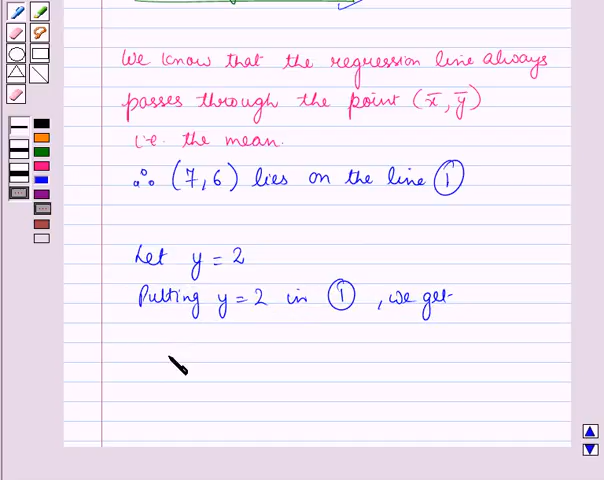 We know that the regression line always
passes through the point (x̄, ȳ)
i.e. the mean.
∴ (7,6) lies on the line ①
Let y = 2
Putting y = 2 in ① , we get